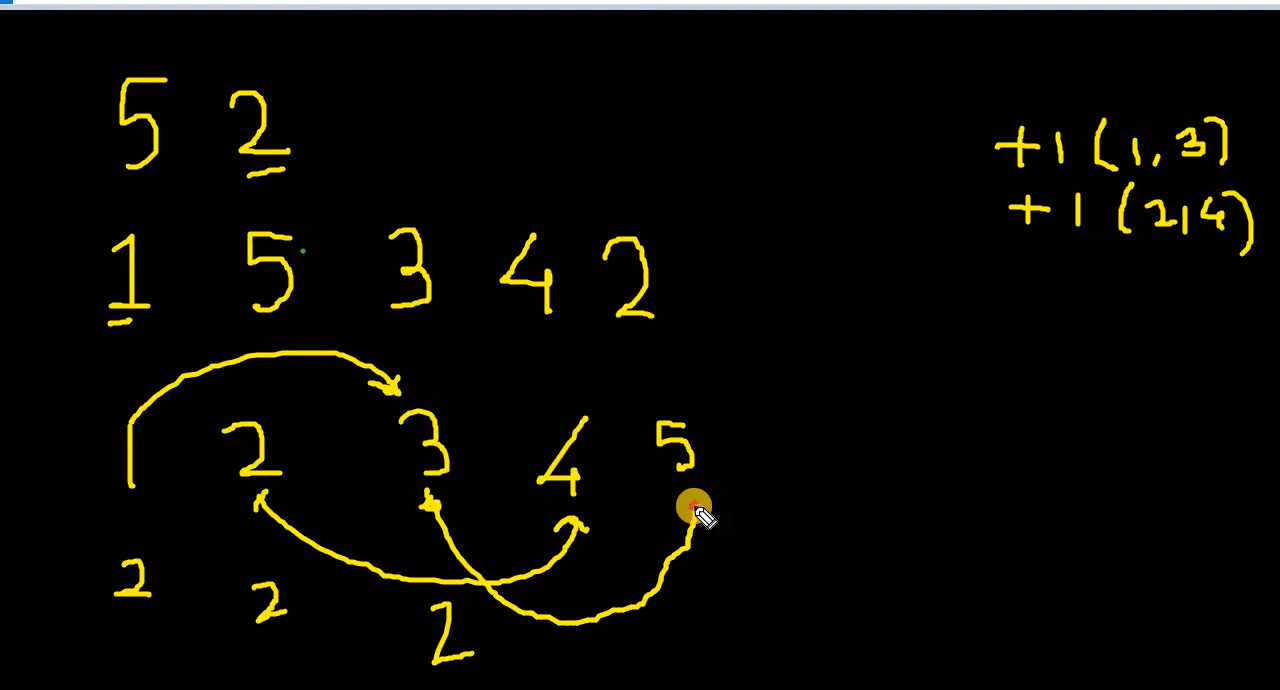 5 2
+1 (1, 3)
+1 (2,4)
1 5 3 4 2
2 3 4 5
2 2 2